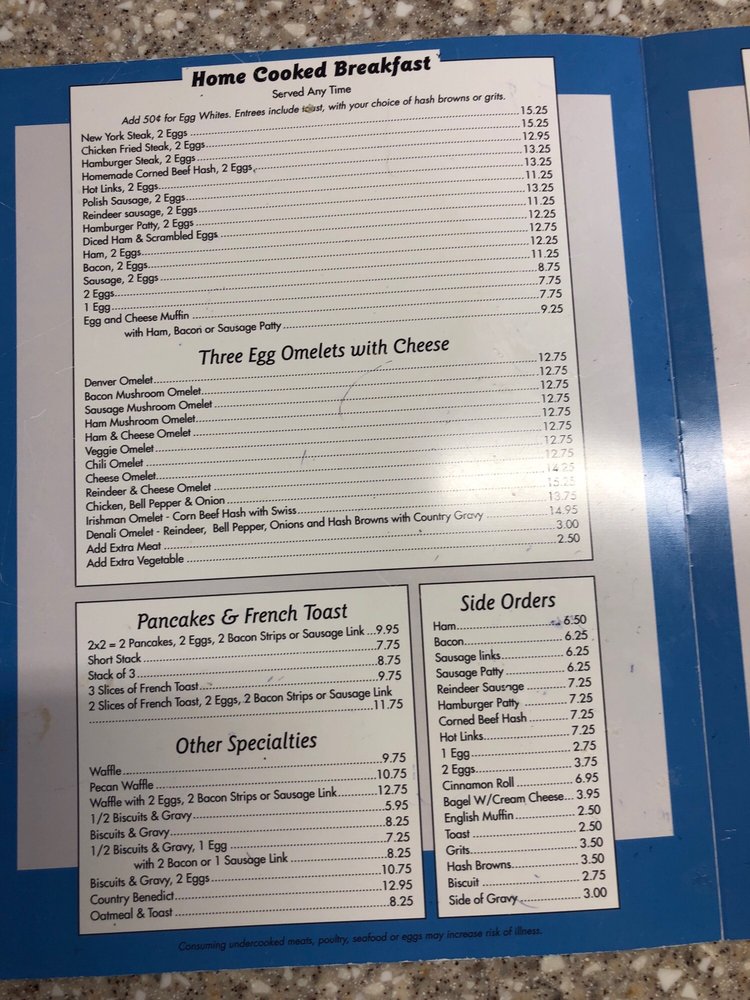 Home Cooked Breakfast
Served Any Time
Add 50¢ for Egg Whites. Entrees include toast, with your choice of hash browns or grits.
New York Steak, 2 Eggs 15.25
Chicken Fried Steak, 2 Eggs 15.25
Hamburger Steak, 2 Eggs 12.95
Homemade Corned Beef Hash, 2 Eggs 13.25
Hot Links, 2 Eggs 13.25
Polish Sausage, 2 Eggs 11.25
Reindeer sausage, 2 Eggs 13.25
Hamburger Patty, 2 Eggs 11.25
Diced Ham & Scrambled Eggs 12.25
Ham, 2 Eggs 12.75
Bacon, 2 Eggs 12.25
Sausage, 2 Eggs 11.25
2 Eggs 8.75
1 Egg 7.75
Egg and Cheese Muffin 7.75
with Ham, Bacon or Sausage Patty 9.25
Three Egg Omelets with Cheese
Denver Omelet 12.75
Bacon Mushroom Omelet 12.75
Sausage Mushroom Omelet 12.75
Ham Mushroom Omelet 12.75
Ham & Cheese Omelet 12.75
Veggie Omelet 12.75
Chili Omelet 12.75
Cheese Omelet 12.75
Reindeer & Cheese Omelet 14.25
Chicken, Bell Pepper & Onion 15.25
Irishman Omelet - Corn Beef Hash with Swiss 13.75
Denali Omelet - Reindeer, Bell Pepper, Onions and Hash Browns with Country Gravy 14.95
Add Extra Meat 3.00
Add Extra Vegetable 2.50
Pancakes & French Toast
2x2 = 2 Pancakes, 2 Eggs, 2 Bacon Strips or Sausage Link 9.95
Short Stack 7.75
Stack of 3 8.75
3 Slices of French Toast 9.75
2 Slices of French Toast, 2 Eggs, 2 Bacon Strips or Sausage Link
11.75
Other Specialties
Waffle 9.75
Pecan Waffle 10.75
Waffle with 2 Eggs, 2 Bacon Strips or Sausage Link 12.75
1/2 Biscuits & Gravy 5.95
Biscuits & Gravy 8.25
1/2 Biscuits & Gravy, 1 Egg 7.25
with 2 Bacon or 1 Sausage Link 8.25
Biscuits & Gravy, 2 Eggs 10.75
Country Benedict 12.95
Oatmeal & Toast 8.25
Side Orders
Ham 6.50
Bacon 6.25
Sausage links 6.25
Sausage Patty 6.25
Reindeer Sausage 7.25
Hamburger Patty 7.25
Corned Beef Hash 7.25
Hot Links 7.25
1 Egg 2.75
2 Eggs 3.75
Cinnamon Roll 6.95
Bagel W/Cream Cheese 3.95
English Muffin 2.50
Toast 2.50
Grits 3.50
Hash Browns 3.50
Biscuit 2.75
Side of Gravy 3.00
Consuming undercooked meats, poultry, seafood or eggs may increase risk of illness.